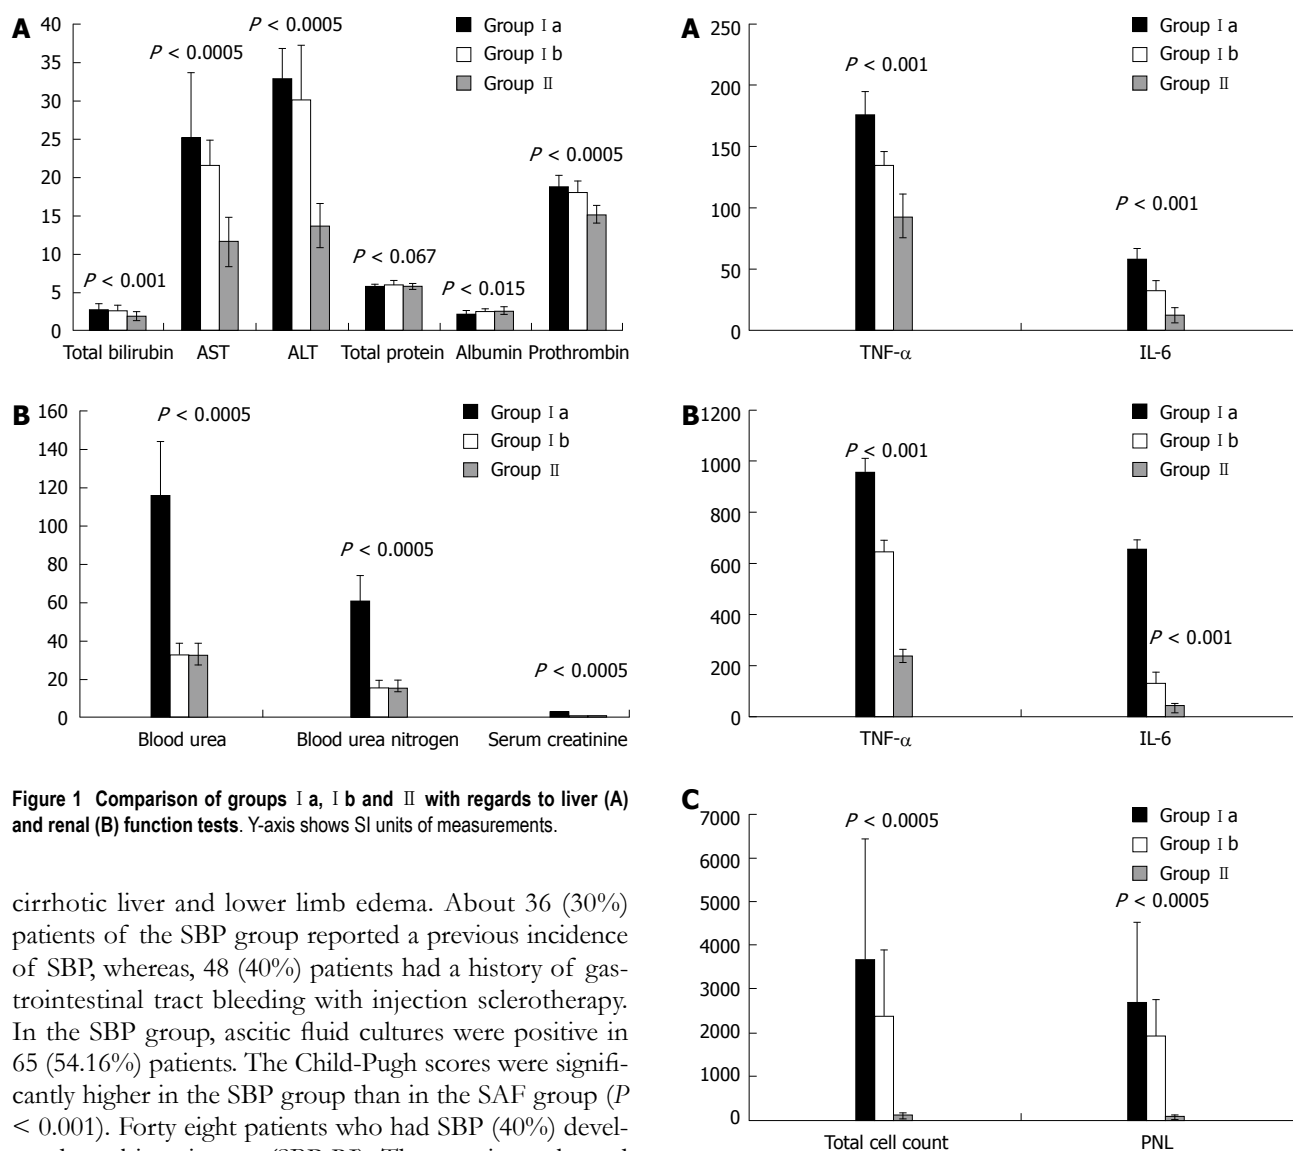 A
40
35
30
25
20
15
10
5
0
P < 0.001
P < 0.0005
P < 0.0005
P < 0.067
P < 0.015
P < 0.0005
Group Ⅰa
Group Ⅰb
Group Ⅱ
Total bilirubin AST ALT Total protein Albumin Prothrombin
B
160
140
120
100
80
60
40
20
0
P < 0.0005
P < 0.0005
P < 0.0005
Group Ⅰa
Group Ⅰb
Group Ⅱ
Blood urea Blood urea nitrogen Serum creatinine
Figure 1 Comparison of groups Ⅰa, Ⅰb and Ⅱ with regards to liver (A)
and renal (B) function tests. Y-axis shows SI units of measurements.
cirrhotic liver and lower limb edema. About 36 (30%)
patients of the SBP group reported a previous incidence
of SBP, whereas, 48 (40%) patients had a history of gas-
trointestinal tract bleeding with injection sclerotherapy.
In the SBP group, ascitic fluid cultures were positive in
65 (54.16%) patients. The Child-Pugh scores were signifi-
cantly higher in the SBP group than in the SAF group (P
< 0.001). Forty eight patients who had SBP (40%) devel-
A
250
200
150
100
50
0
P < 0.001
P < 0.001
Group Ⅰa
Group Ⅰb
Group Ⅱ
TNF-α IL-6
B
1200
1000
800
600
400
200
0
P < 0.001
P < 0.001
Group Ⅰa
Group Ⅰb
Group Ⅱ
TNF-α IL-6
C
7000
6000
5000
4000
3000
2000
1000
0
P < 0.0005
P < 0.0005
Group Ⅰa
Group Ⅰb
Group Ⅱ
Total cell count PNL